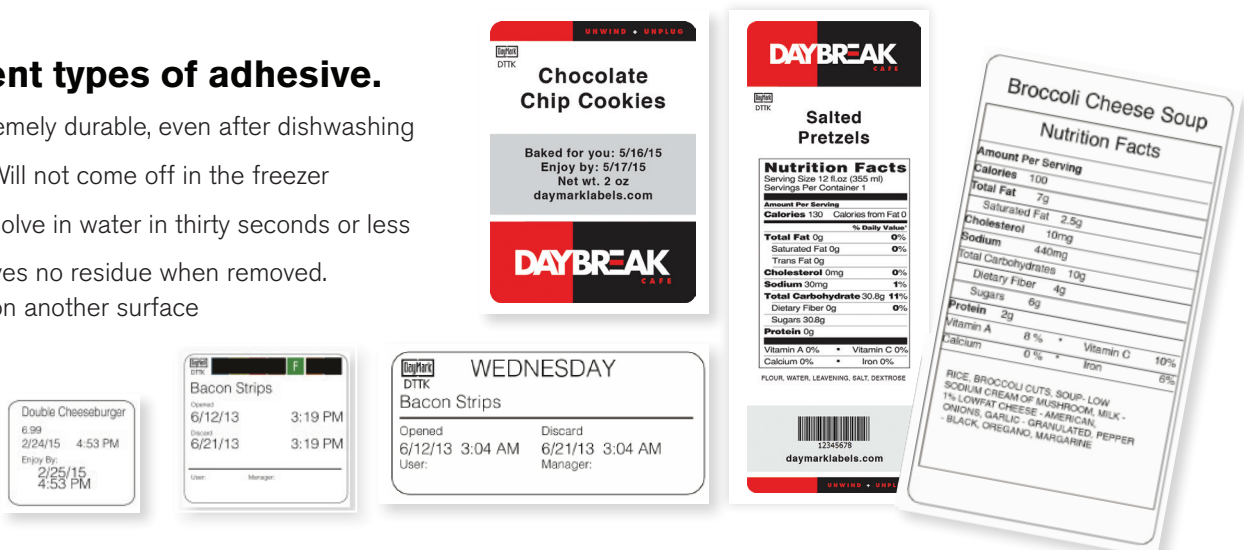 ent types of adhesive.
emely durable, even after dishwashing
Will not come off in the freezer
solve in water in thirty seconds or less
ves no residue when removed.
on another surface
Double Cheeseburger
6.99
2/24/15 4:53 PM
Enjoy By:
2/25/15
4:53 PM
DayMark
DTTK
F
Bacon Strips
Opened
6/12/13 3:19 PM
Discard
6/21/13 3:19 PM
User: Manager:
DayMark
DTTK
WEDNESDAY
Bacon Strips
Opened Discard
6/12/13 3:04 AM 6/21/13 3:04 AM
User: Manager:
UNWIND + UNPLUG
DayMark
DTTK
Chocolate
Chip Cookies
Baked for you: 5/16/15
Enjoy by: 5/17/15
Net wt. 2 oz
daymarklabels.com
DAYBREAK
CAFE
DAYBREAK
CAFE
DayMark
DTTK
Salted
Pretzels
Nutrition Facts
Serving Size 12 fl.oz (355 ml)
Servings Per Container 1
Amount Per Serving
Calories 130 Calories from Fat 0
% Daily Value*
Total Fat 0g 0%
Saturated Fat 0g 0%
Trans Fat 0g
Cholesterol 0mg 0%
Sodium 30mg 1%
Total Carbohydrate 30.8g 11%
Dietary Fiber 0g 0%
Sugars 30.8g
Protein 0g
Vitamin A 0% • Vitamin C 0%
Calcium 0% • Iron 0%
FLOUR, WATER, LEAVENING, SALT, DEXTROSE
12345678
daymarklabels.com
UNWIND + UNPL
Broccoli Cheese Soup
Nutrition Facts
Amount Per Serving
Calories 100
Total Fat 7g
Saturated Fat 2.5g
Cholesterol 10mg
Sodium 440mg
Total Carbohydrates 10g
Dietary Fiber 4g
Sugars 6g
Protein 2g
Vitamin A 8% • Vitamin C 10%
Calcium 0% • Iron 6%
RICE, BROCCOLI CUTS, SOUP- LOW
SODIUM CREAM OF MUSHROOM, MILK -
1% LOWFAT CHEESE - AMERICAN,
ONIONS, GARLIC - GRANULATED, PEPPER
- BLACK, OREGANO, MARGARINE